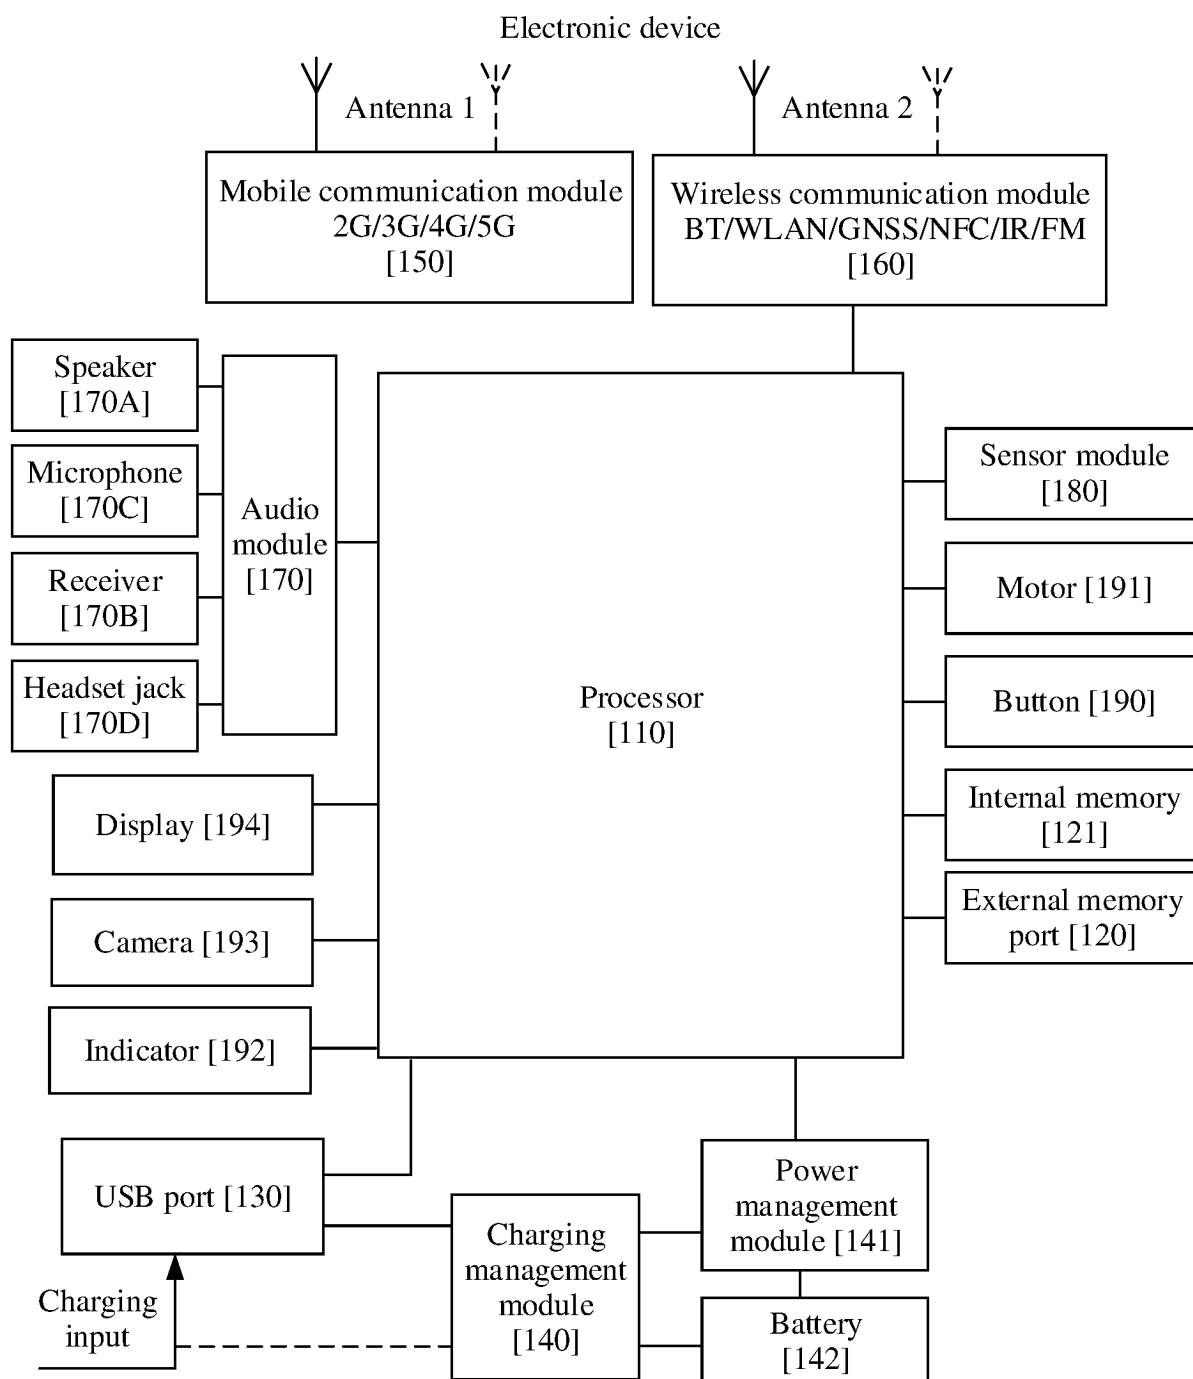 Electronic device
Antenna 1
Antenna 2
Mobile communication module
2G/3G/4G/5G
[150]
Wireless communication module
BT/WLAN/GNSS/NFC/IR/FM
[160]
Speaker
[170A]
Microphone
[170C]
Receiver
[170B]
Headset jack
[170D]
Audio
module
[170]
Processor
[110]
Sensor module
[180]
Motor [191]
Button [190]
Internal memory
[121]
External memory
port [120]
Display [194]
Camera [193]
Indicator [192]
USB port [130]
Charging
input
Charging
management
module
[140]
Power
management
module [141]
Battery
[142]